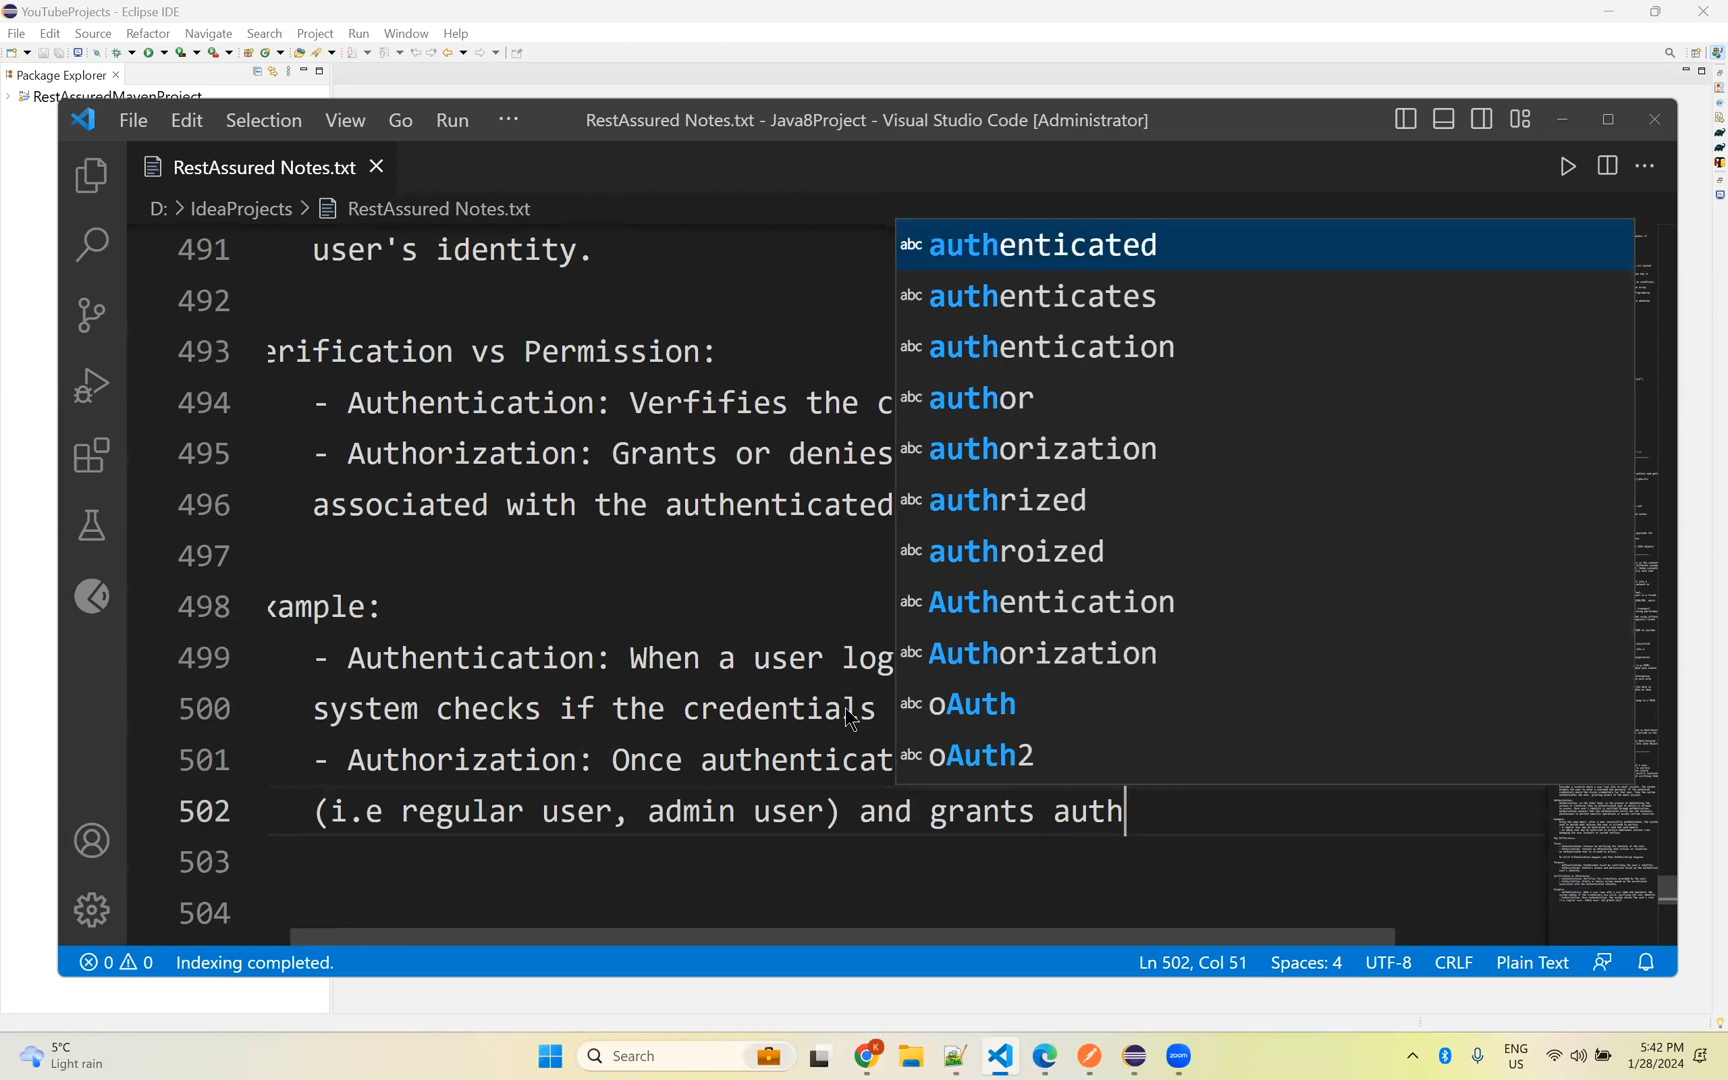 YouTubeProjects - Eclipse IDE
File Edit Source Refactor Navigate Search Project Run Window Help
Package Explorer
RestAssuredMavenProject
File Edit Selection View Go Run ··· RestAssured Notes.txt - Java8Project - Visual Studio Code [Administrator]
RestAssured Notes.txt
D: > IdeaProjects > RestAssured Notes.txt
491 user's identity.
492
493 erification vs Permission:
494 - Authentication: Verfifies the c
495 - Authorization: Grants or denies
496 associated with the authenticated
497
498 xample:
499 - Authentication: When a user log
500 system checks if the credentials
501 - Authorization: Once authenticat
502 (i.e regular user, admin user) and grants auth
503
504
abc authenticated
abc authenticates
abc authentication
abc author
abc authorization
abc authrized
abc authroized
abc Authentication
abc Authorization
abc oAuth
abc oAuth2
0 0 Indexing completed. Ln 502, Col 51 Spaces: 4 UTF-8 CRLF Plain Text
5°C
Light rain
Search
K
zoom
ENG
US
5:42 PM
1/28/2024